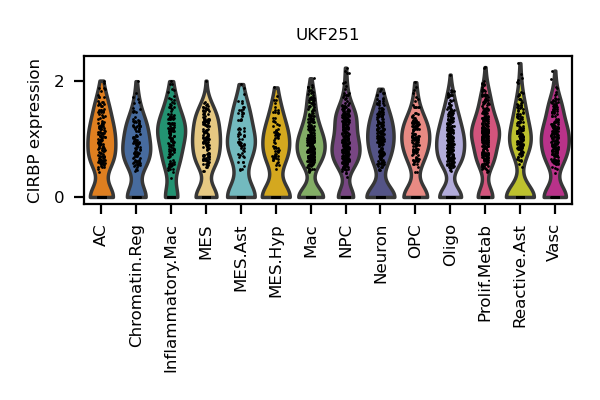 UKF251
CIRBP expression
2
0
AC
Chromatin.Reg
Inflammatory.Mac
MES
MES.Ast
MES.Hyp
Mac
NPC
Neuron
OPC
Oligo
Prolif.Metab
Reactive.Ast
Vasc